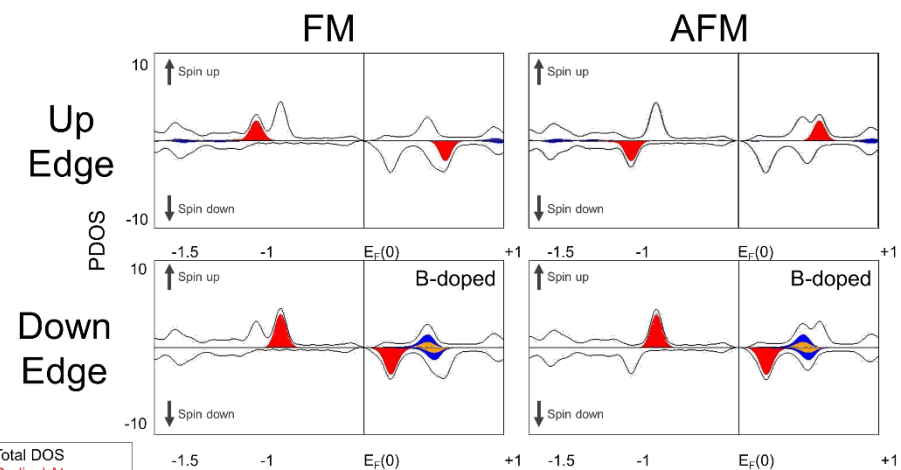 FM AFM
10 Spin up Spin up
Up
Edge
-10 Spin down Spin down
PDOS
-1.5 -1 EF(0) +1 -1.5 -1 EF(0) +1
10 Spin up B-doped Spin up B-doped
Down
Edge
-10 Spin down Spin down
Total DOS
-1.5 -1 EF(0) +1 -1.5 -1 EF(0) +1